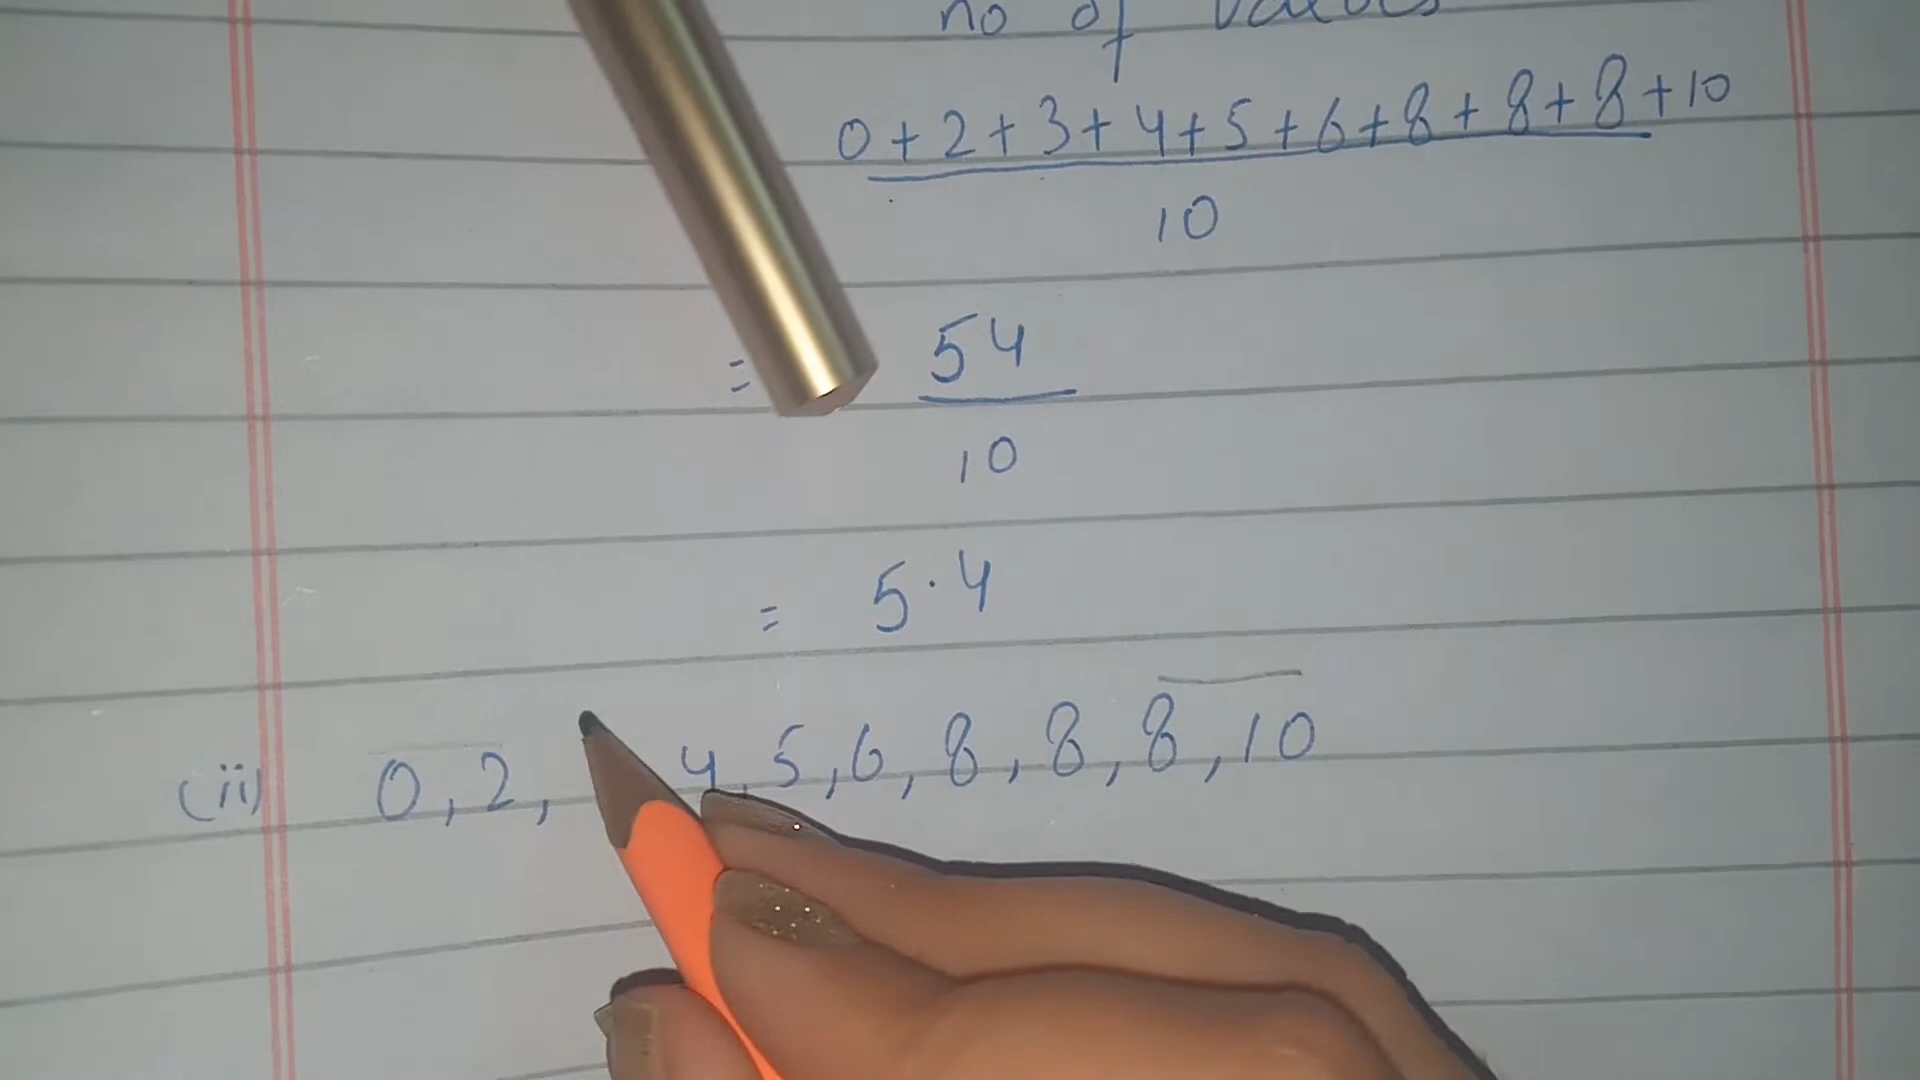 no of values
0+2+3+4+5+6+8+8+8+10
10
= 54
10
= 5.4
(ii) 0, 2, 4, 5, 6, 8, 8, 8, 10